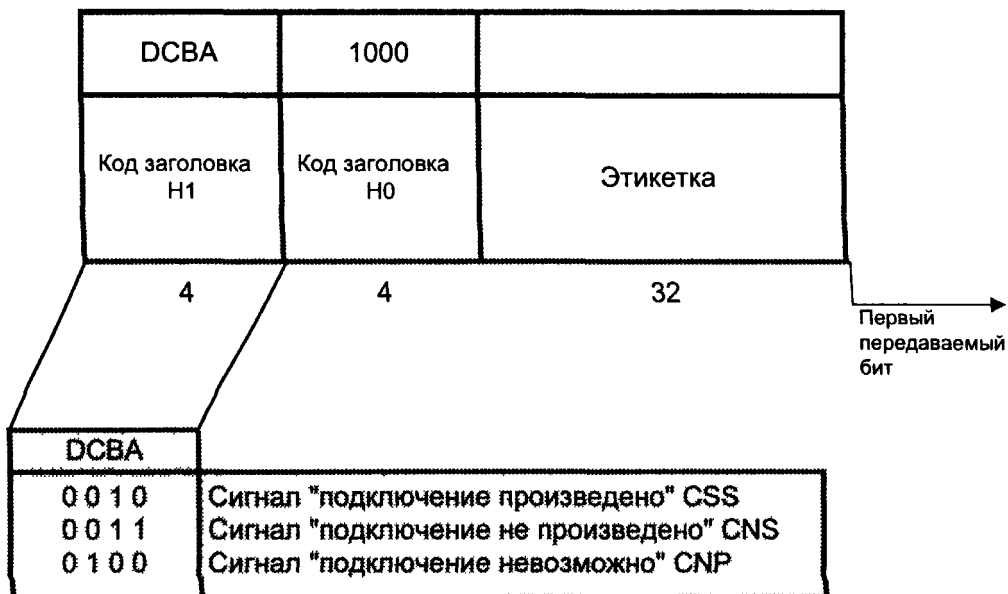 DCBA 1000
Код заголовка H1
Код заголовка H0
Этикетка
4 4 32
Первый
передаваемый
бит
DCBA
0 0 1 0 Сигнал "подключение произведено" CSS
0 0 1 1 Сигнал "подключение не произведено" CNS
0 1 0 0 Сигнал "подключение невозможно" CNP